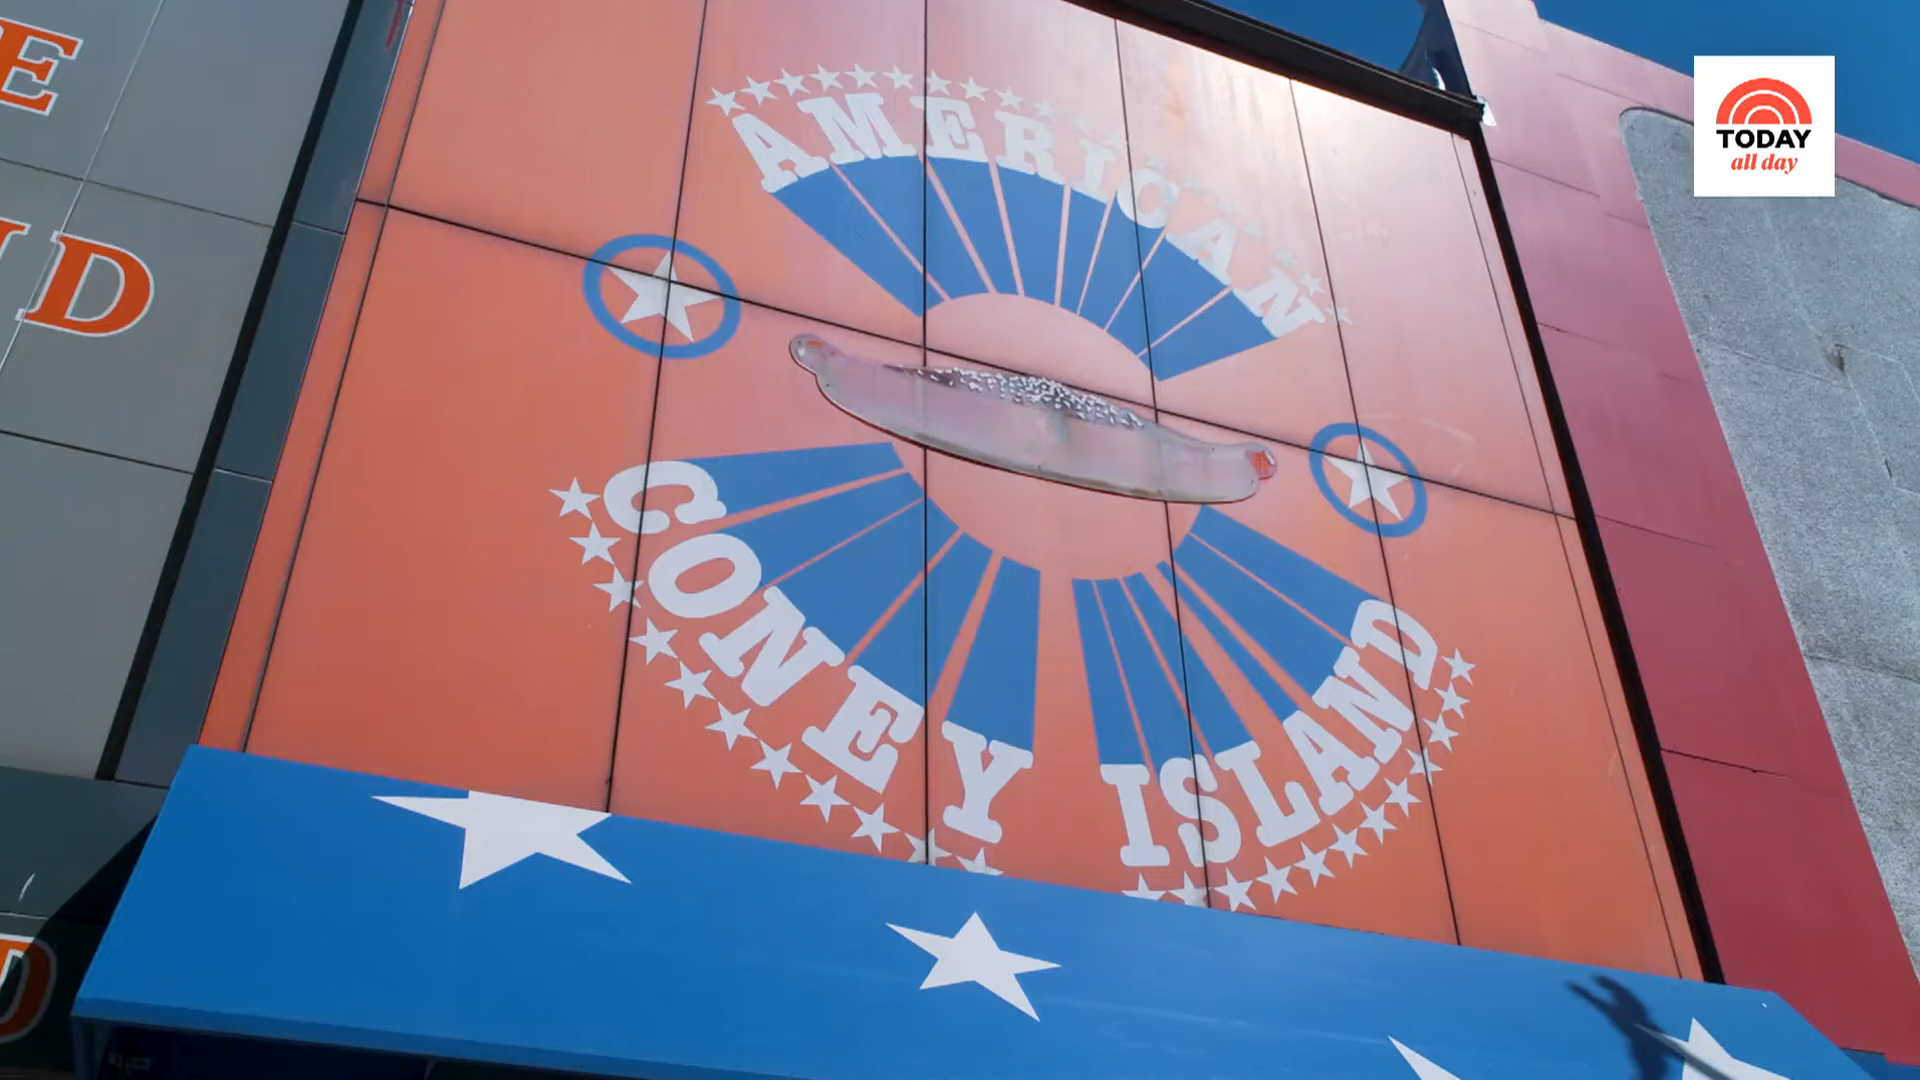 E
D
D
AMERICAN
CONEY ISLAND
TODAY
all day